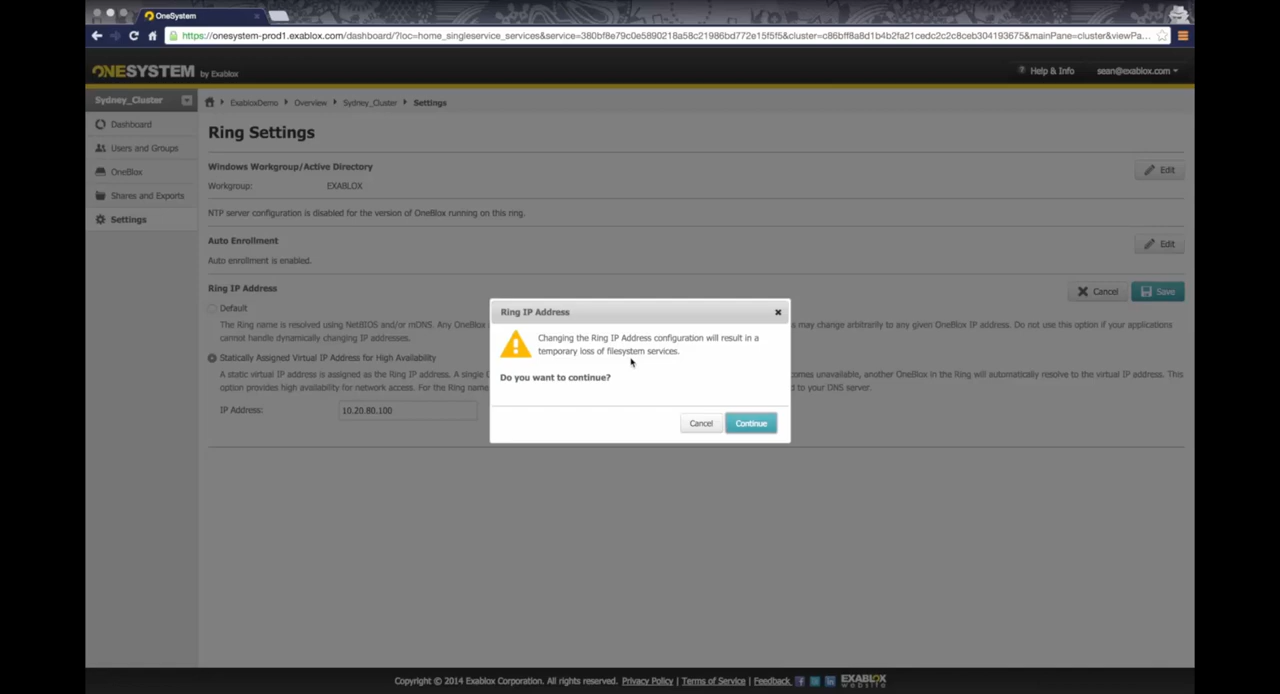 OneSystem
https://onesystem-prod1.exablox.com/dashboard/?loc=home_singleservice_services&service=380bf8e79c0e5890218a58c21986bd772e15f5f5&cluster=c86bff8a8d1b4b2fa21cedc2c2c8ceb304193675&mainPane=cluster&viewPa...
ONESYSTEM by Exablox
Help & Info
sean@exablox.com
Sydney_Cluster
ExabloxDemo Overview Sydney_Cluster Settings
Dashboard
Users and Groups
OneBlox
Shares and Exports
Settings
Ring Settings
Windows Workgroup/Active Directory
Edit
Workgroup: EXABLOX
NTP server configuration is disabled for the version of OneBlox running on this ring.
Auto Enrollment
Edit
Auto enrollment is enabled.
Ring IP Address
Cancel
Save
Default
The Ring name is resolved using NetBIOS and/or mDNS. Any OneBlox
s may change arbitrarily to any given OneBlox IP address. Do not use this option if your applications
cannot handle dynamically changing IP addresses.
Statically Assigned Virtual IP Address for High Availability
A static virtual IP address is assigned as the Ring IP address. A single
comes unavailable, another OneBlox in the Ring will automatically resolve to the virtual IP address. This
option provides high availability for network access. For the Ring name
d to your DNS server.
IP Address: 10.20.80.100
Ring IP Address
Changing the Ring IP Address configuration will result in a
temporary loss of filesystem services.
Do you want to continue?
Cancel
Continue
Copyright © 2014 Exablox Corporation. All rights reserved. Privacy Policy | Terms of Service | Feedback
EXABLOX
website